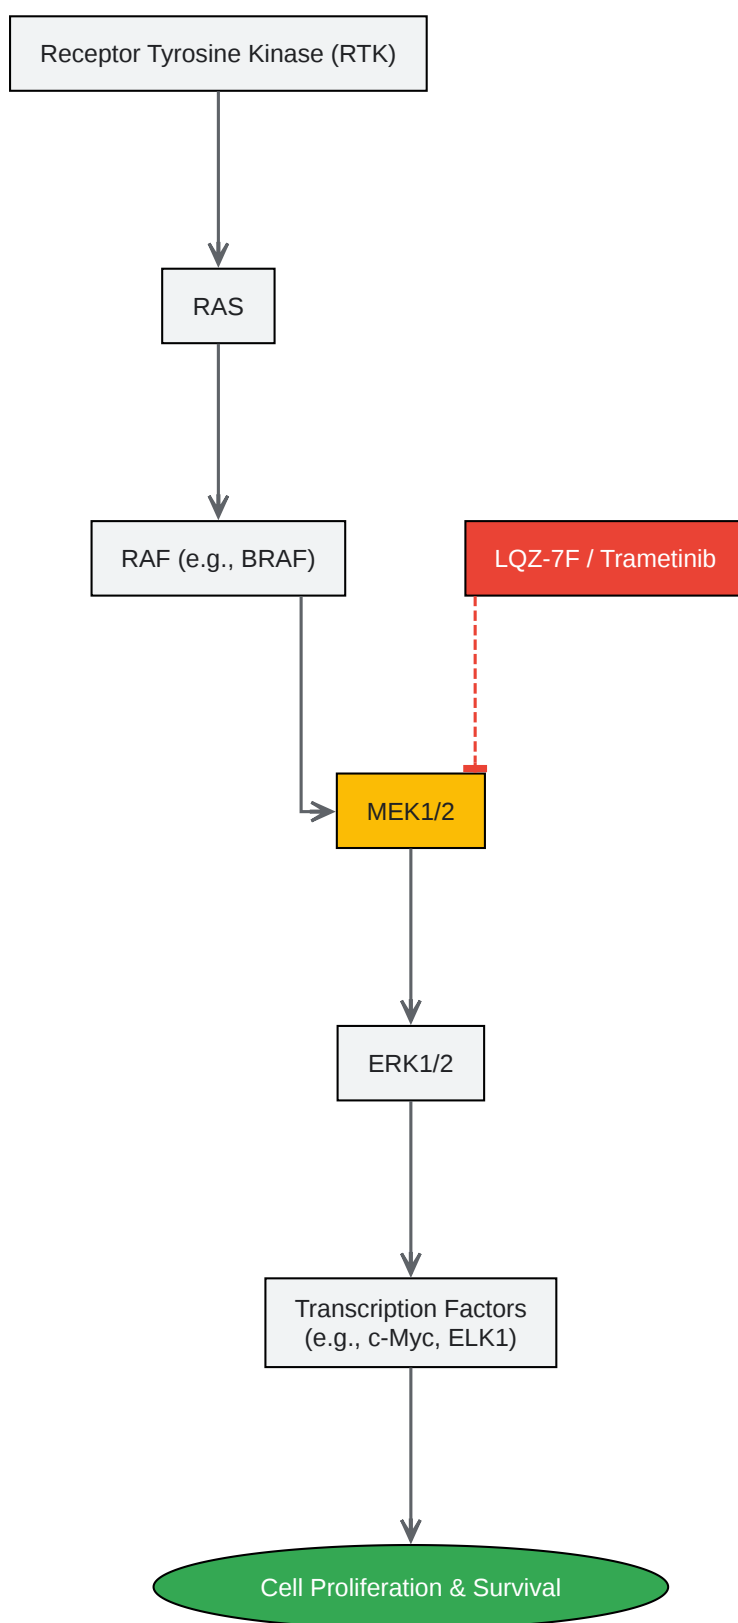 Receptor Tyrosine Kinase (RTK)
RAS
RAF (e.g., BRAF)
LQZ-7F / Trametinib
MEK1/2
ERK1/2
Transcription Factors
(e.g., c-Myc, ELK1)
Cell Proliferation & Survival